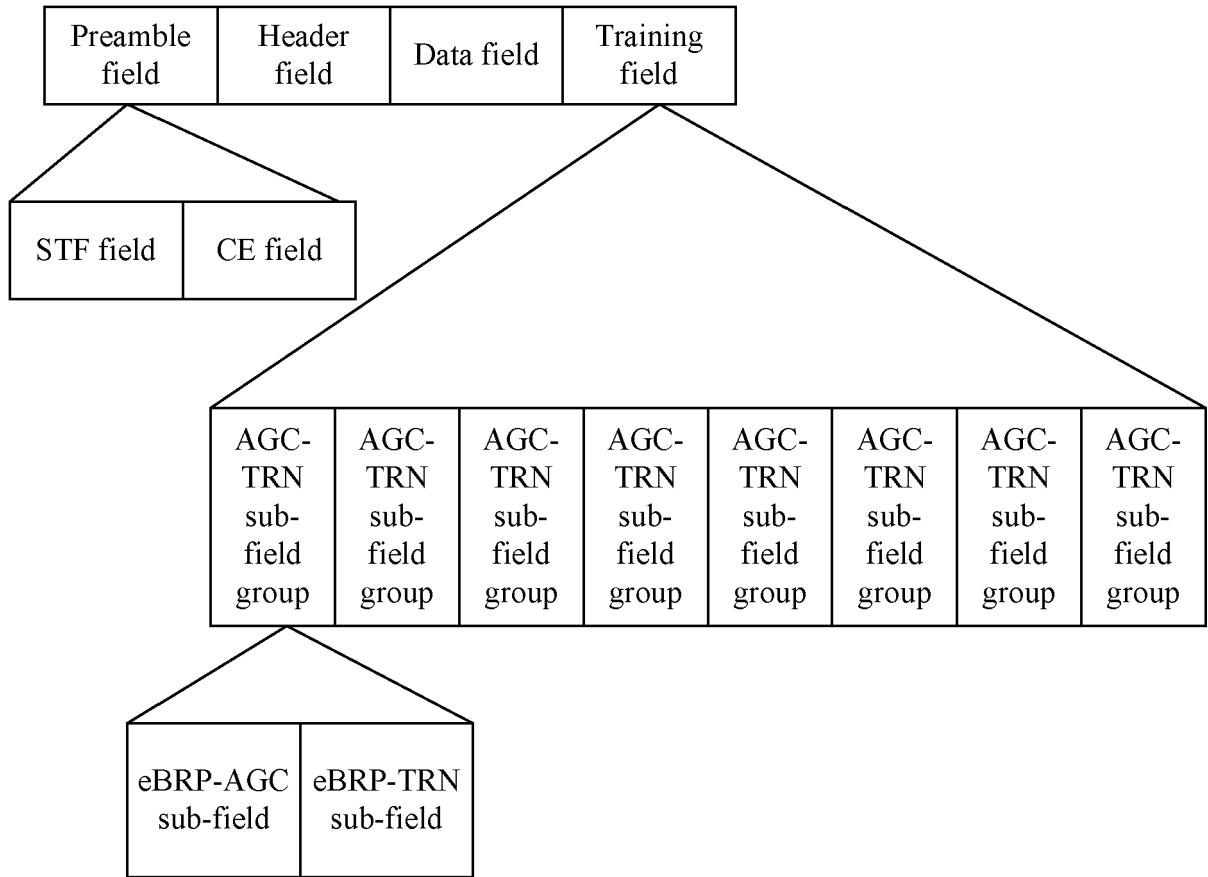 Preamble
field
Header
field
Data field
Training
field
STF field
CE field
AGC-
TRN
sub-
field
group
AGC-
TRN
sub-
field
group
AGC-
TRN
sub-
field
group
AGC-
TRN
sub-
field
group
AGC-
TRN
sub-
field
group
AGC-
TRN
sub-
field
group
AGC-
TRN
sub-
field
group
AGC-
TRN
sub-
field
group
eBRP-AGC
sub-field
eBRP-TRN
sub-field